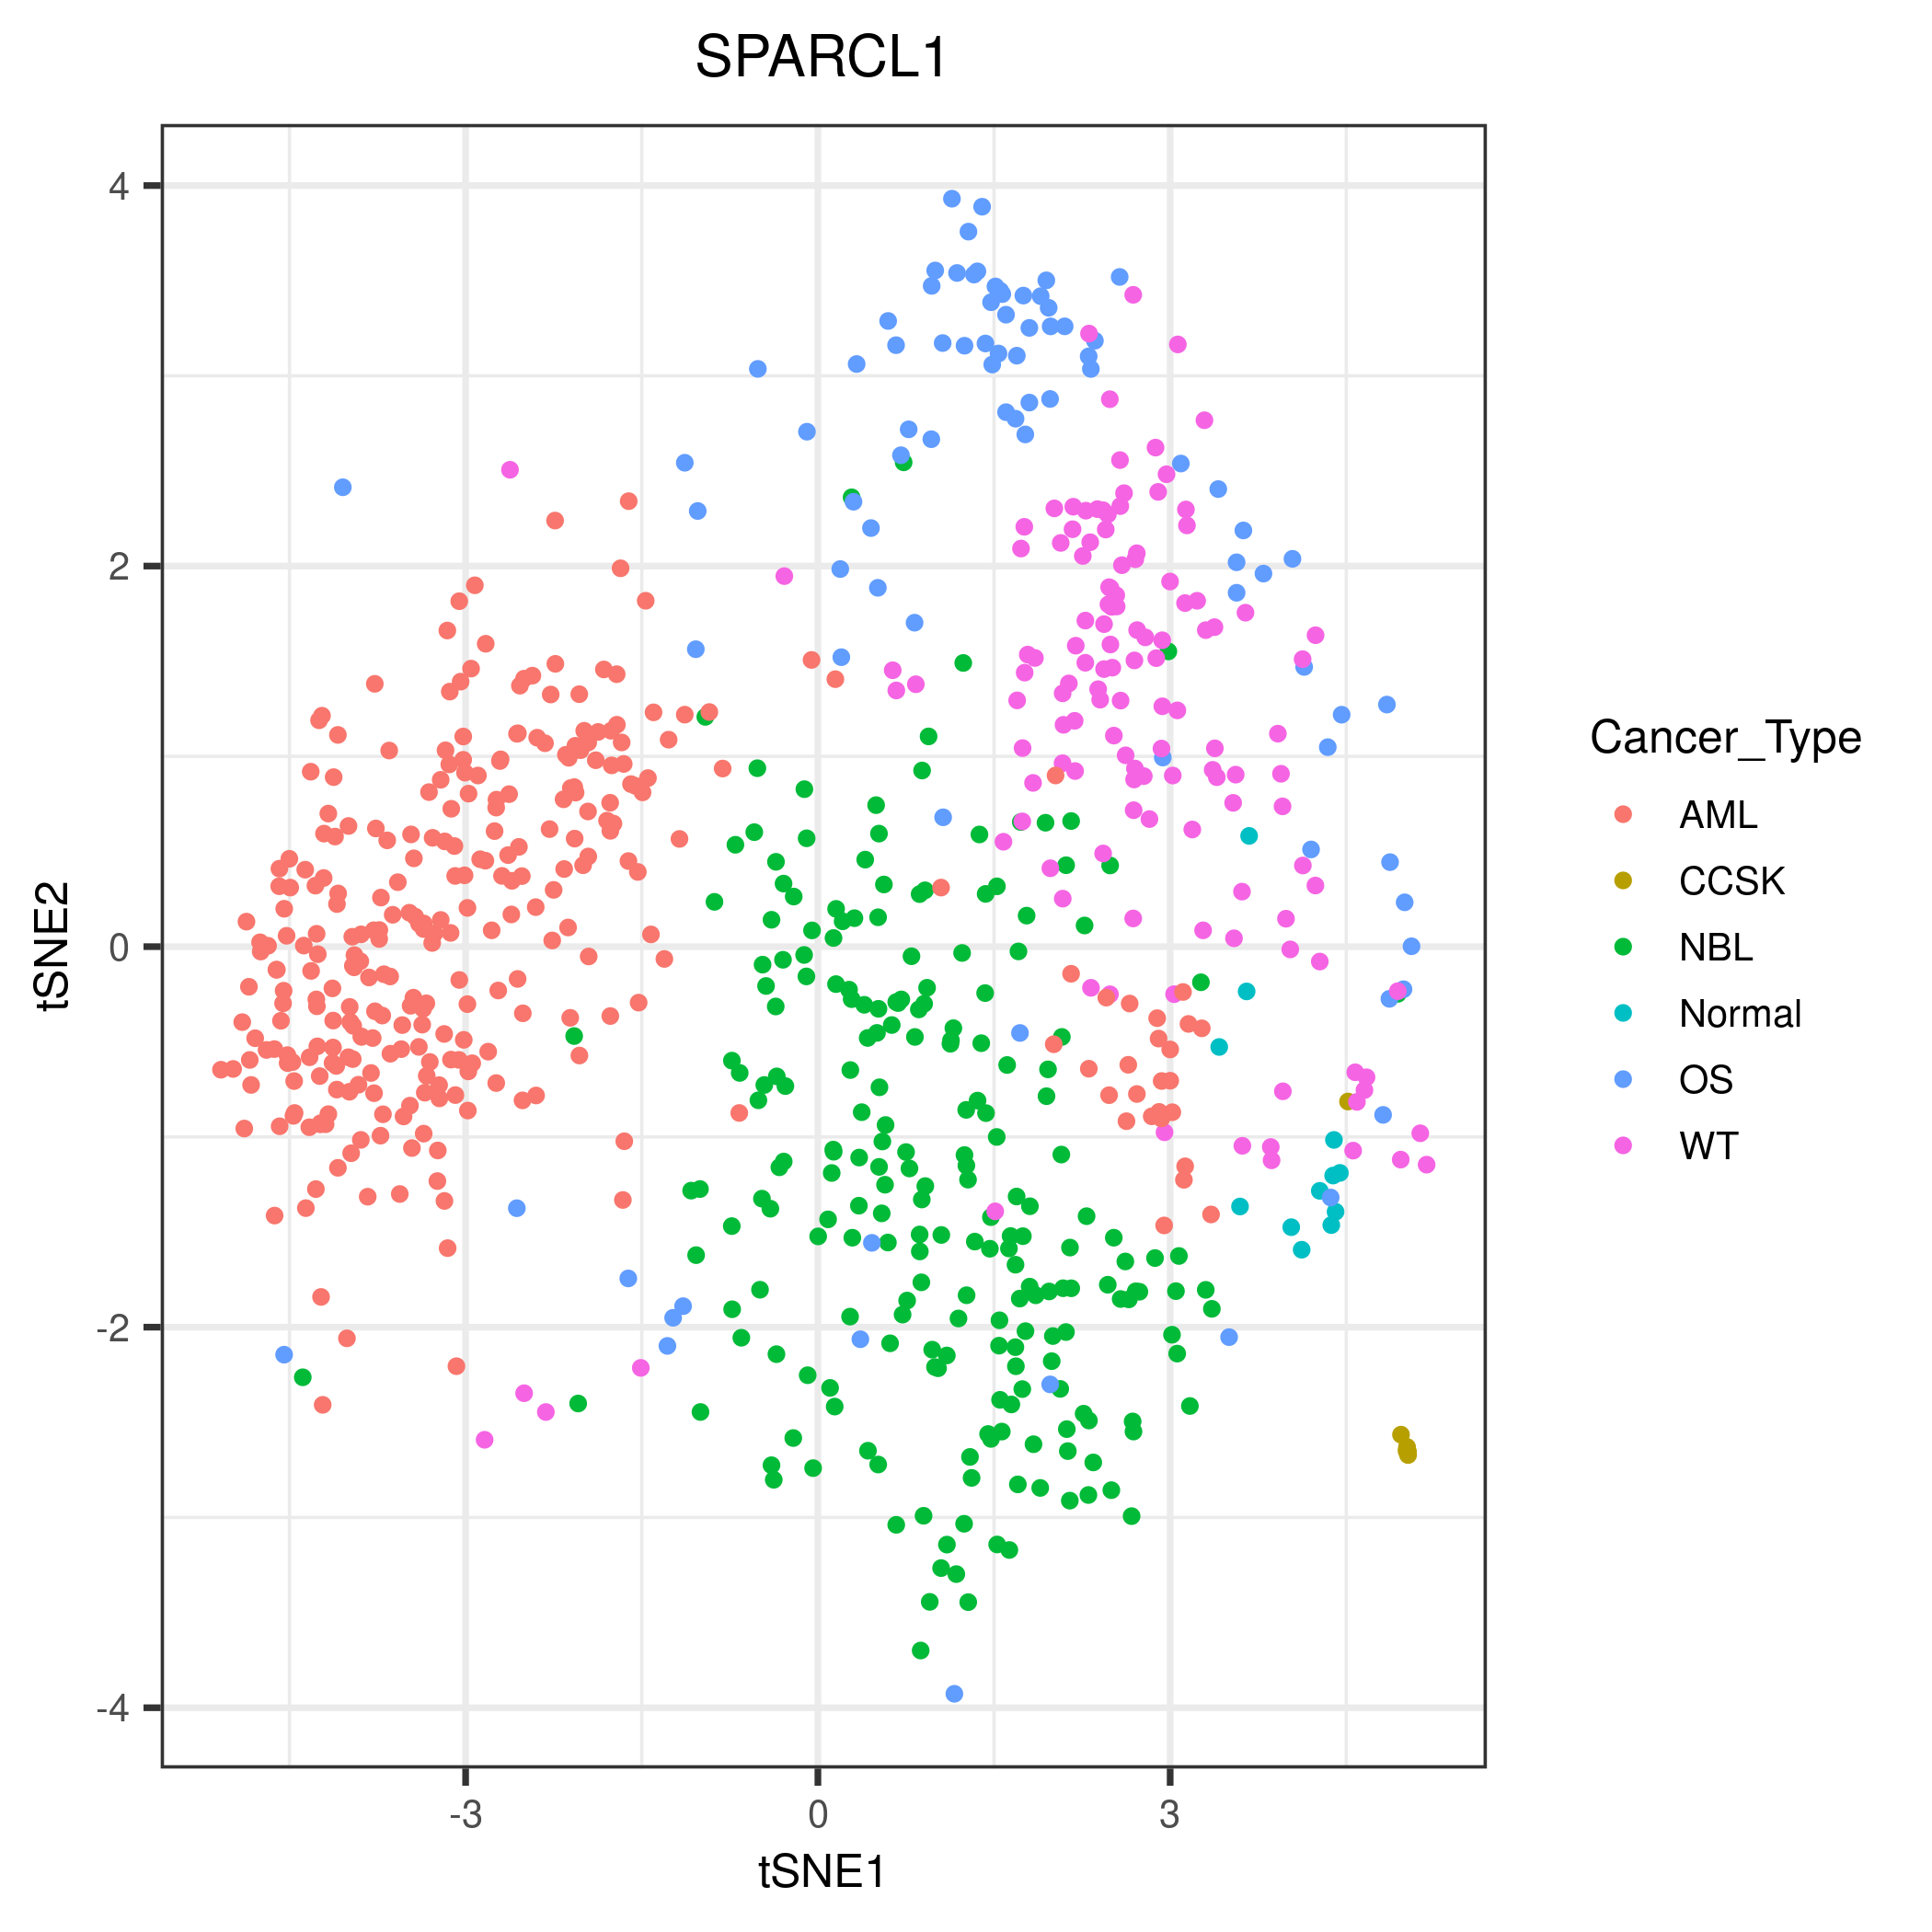 SPARCL1
4
2
0
-2
-4
tSNE2
-3 0 3
tSNE1
Cancer_Type
AML
CCSK
NBL
Normal
OS
WT